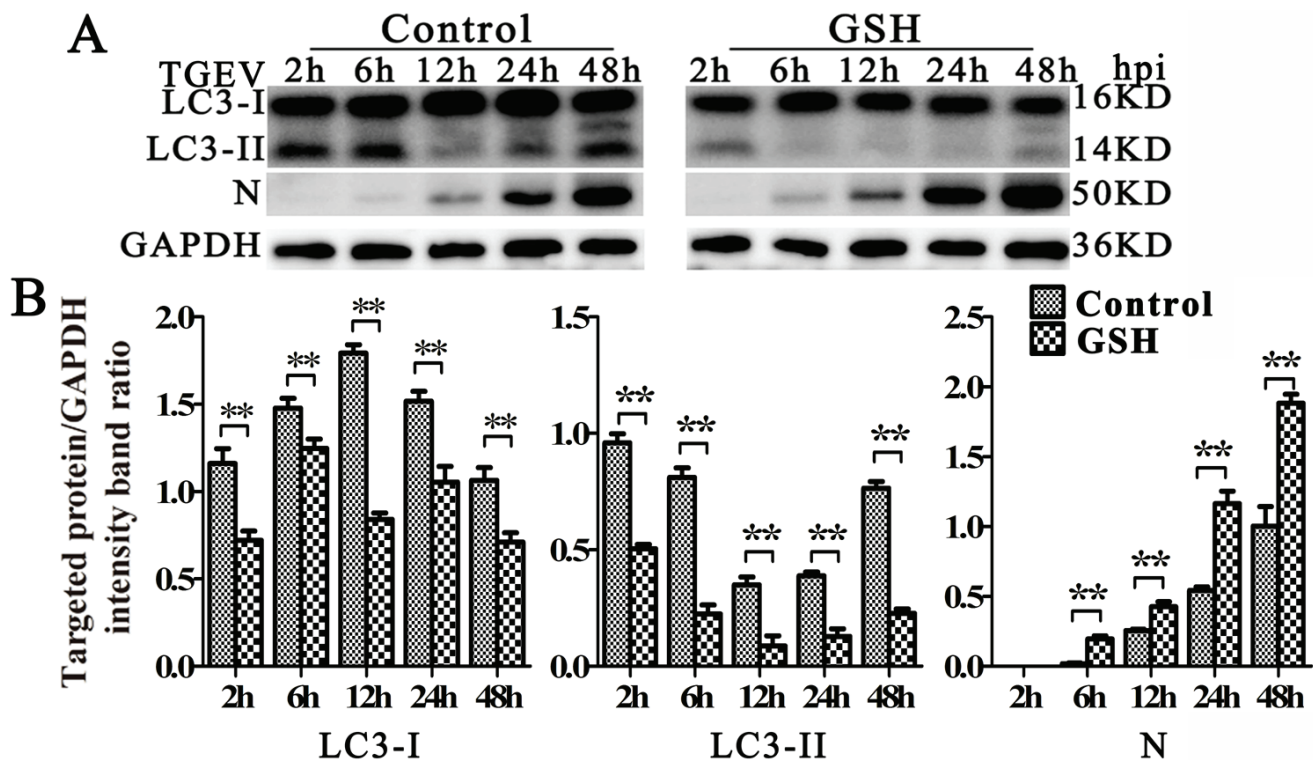 A
Control
GSH
TGEV 2h 6h 12h 24h 48h 2h 6h 12h 24h 48h hpi
LC3-I 16KD
LC3-II 14KD
N 50KD
GAPDH 36KD
B
Targeted protein/GAPDH
intensity band ratio
2.0
1.5
1.0
0.5
0.0
** ** ** ** **
2h 6h 12h 24h 48h
LC3-I
1.5
1.0
0.5
0.0
** ** ** ** **
2h 6h 12h 24h 48h
LC3-II
Control
GSH
2.5
2.0
1.5
1.0
0.5
0.0
** ** ** **
2h 6h 12h 24h 48h
N